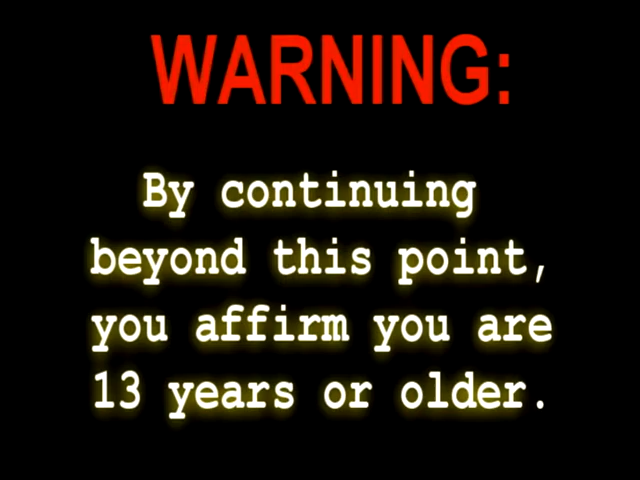 WARNING:
By continuing
beyond this point,
you affirm you are
13 years or older.